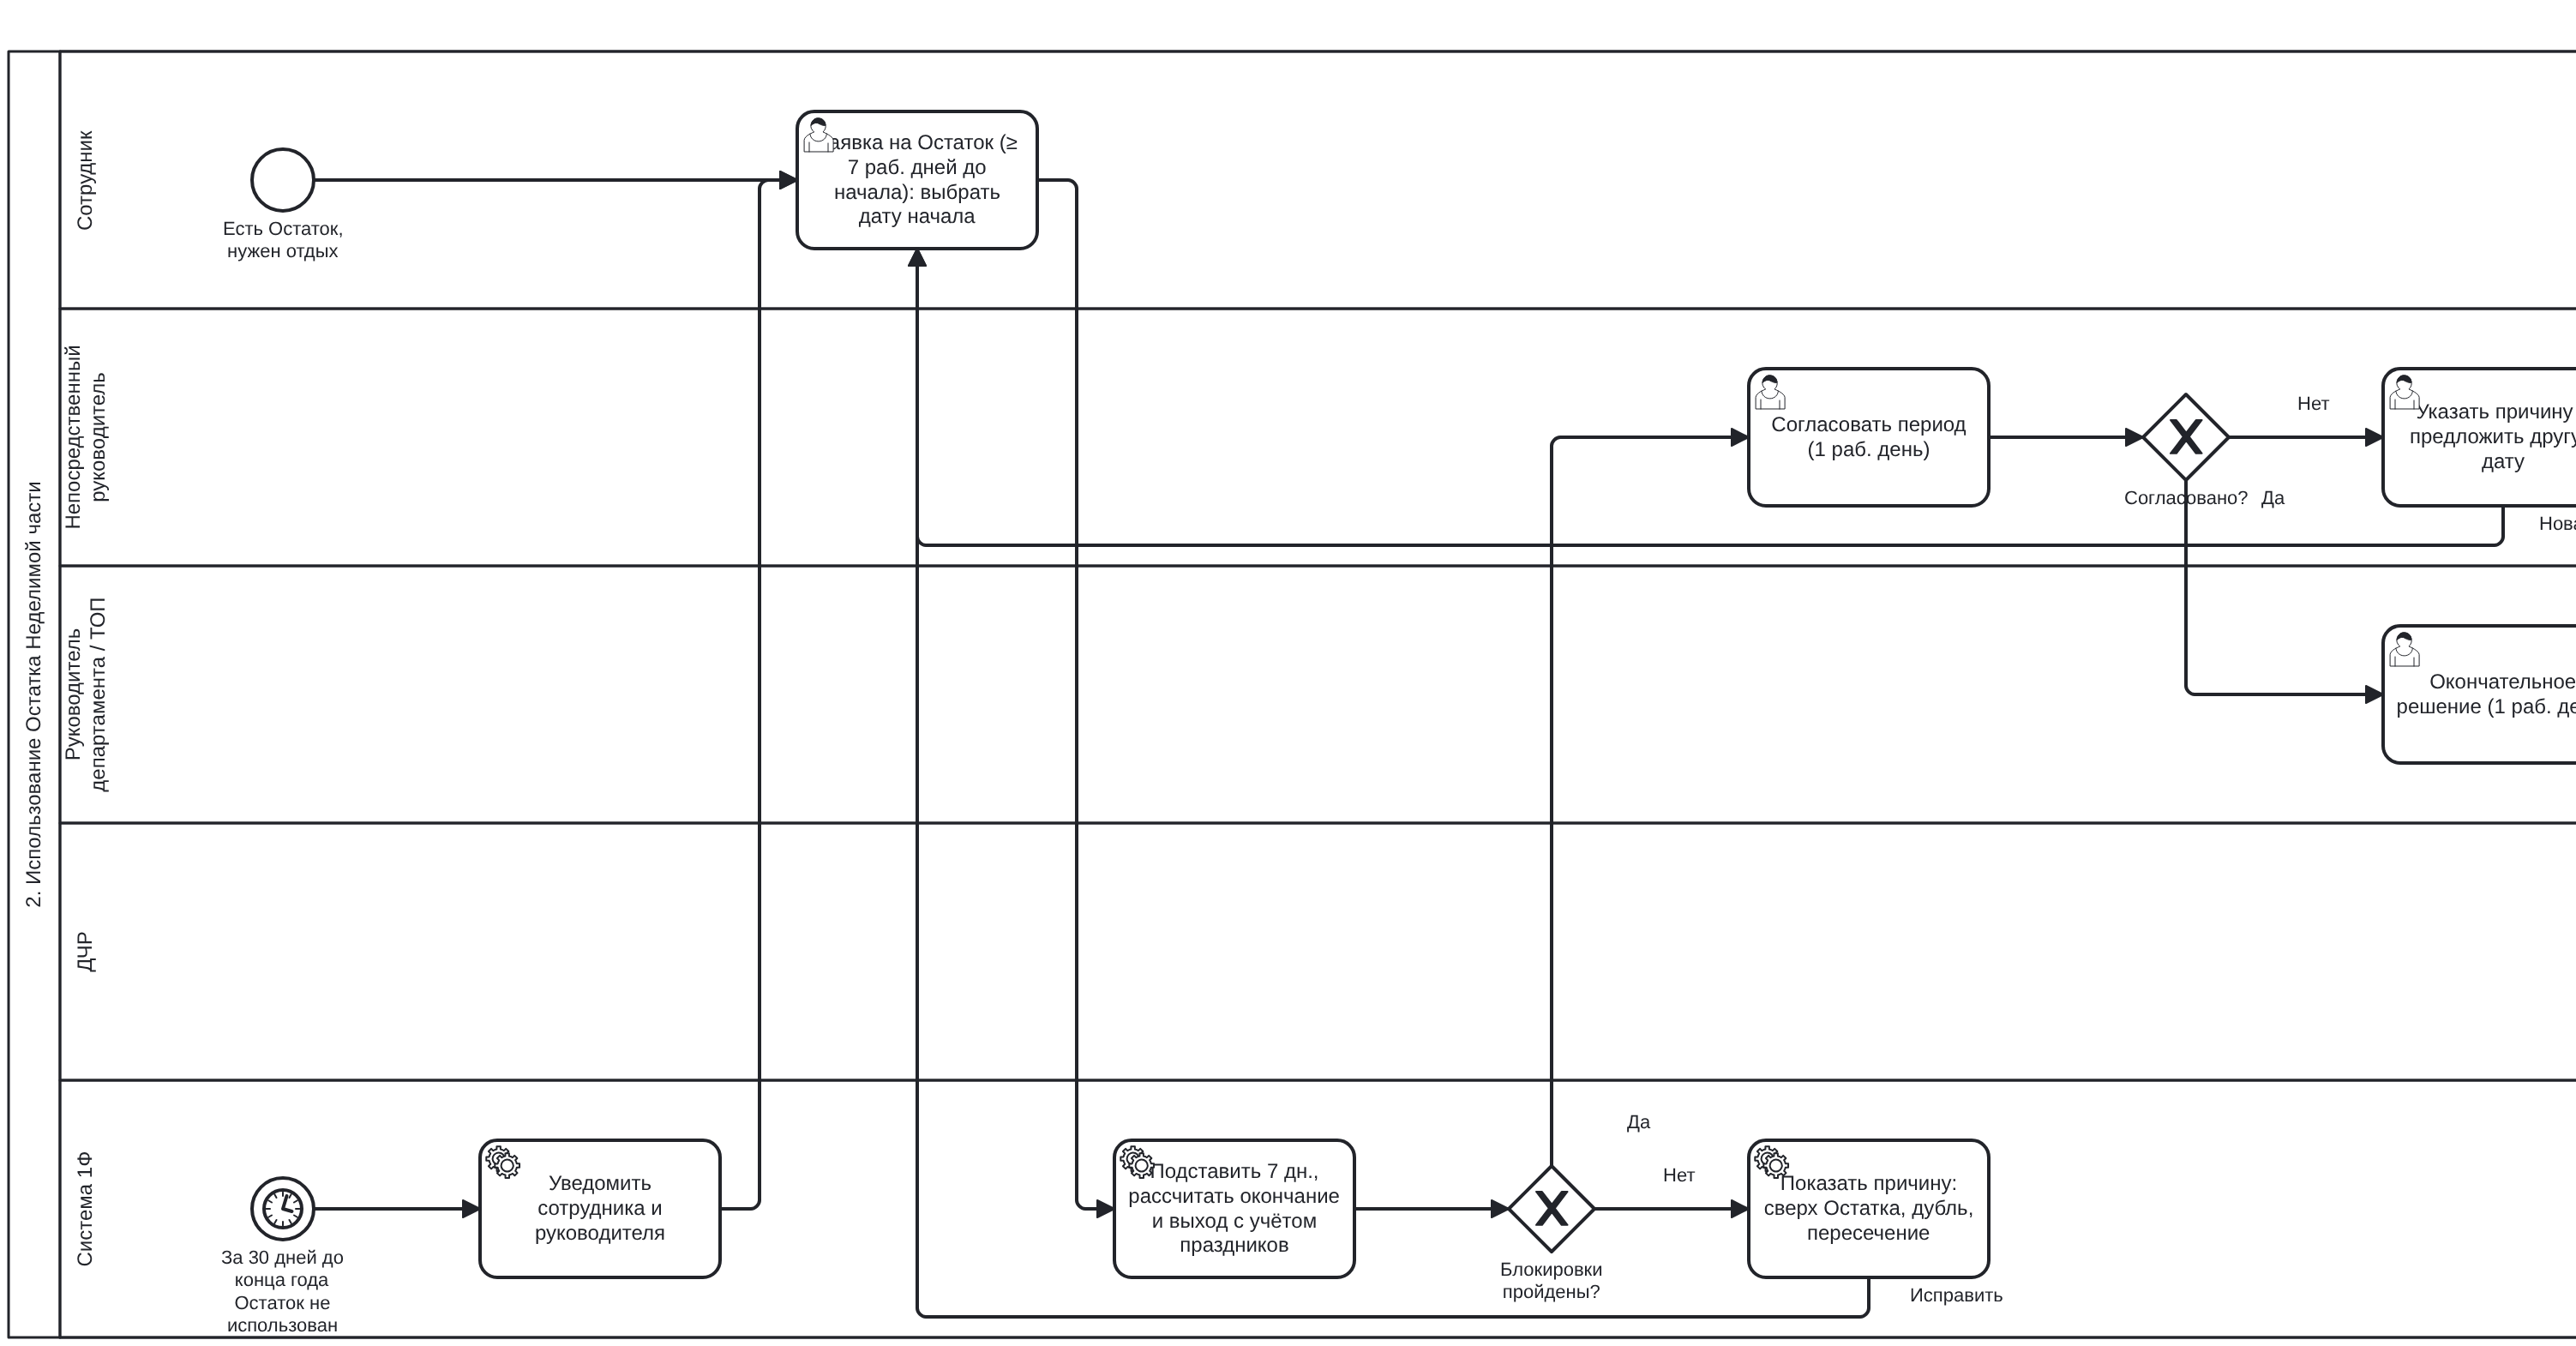 2. Использование Остатка Неделимой части
Сотрудник
Есть Остаток,
нужен отдых
аявка на Остаток (≥
7 раб. дней до
начала): выбрать
дату начала
Непосредственный
руководитель
Согласовать период
(1 раб. день)
Согласовано?
Нет
Да
Указать причину
предложить другу
дату
Нова
Руководитель
департамента / ТОП
Окончательное
решение (1 раб. де
ДЧР
Система 1Ф
За 30 дней до
конца года
Остаток не
использован
Уведомить
сотрудника и
руководителя
Подставить 7 дн.,
рассчитать окончание
и выход с учётом
праздников
Блокировки
пройдены?
Да
Нет
Показать причину:
сверх Остатка, дубль,
пересечение
Исправить